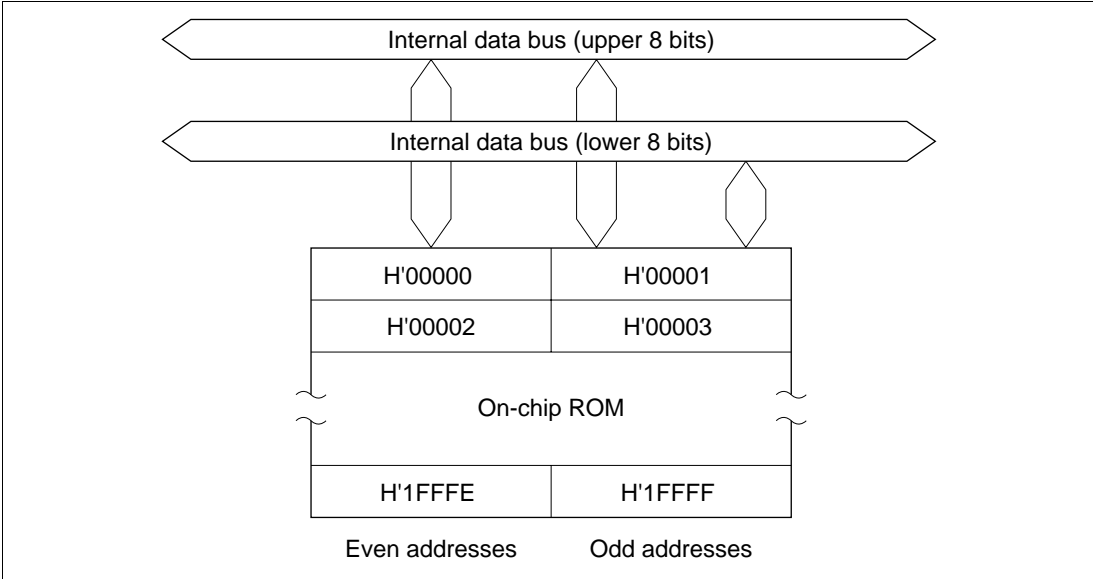 Internal data bus (upper 8 bits)
Internal data bus (lower 8 bits)
H'00000 H'00001
H'00002 H'00003
On-chip ROM
H'1FFFE H'1FFFF
Even addresses Odd addresses